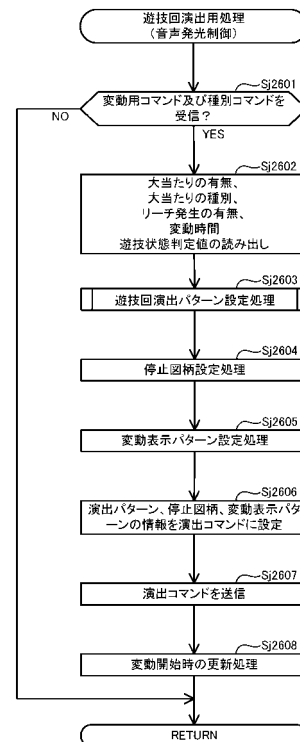 遊技回演出用処理
(音声発光制御)
Sj2601
変動用コマンド及び種別コマンドを
受信?
NO
YES
Sj2602
大当たりの有無、
大当たりの種別、
リーチ発生の有無、
変動時間
遊技状態判定値の読み出し
Sj2603
遊技回演出パターン設定処理
Sj2604
停止図柄設定処理
Sj2605
変動表示パターン設定処理
Sj2606
演出パターン、停止図柄、変動表示パタ
ーンの情報を演出コマンドに設定
Sj2607
演出コマンドを送信
Sj2608
変動開始時の更新処理
RETURN